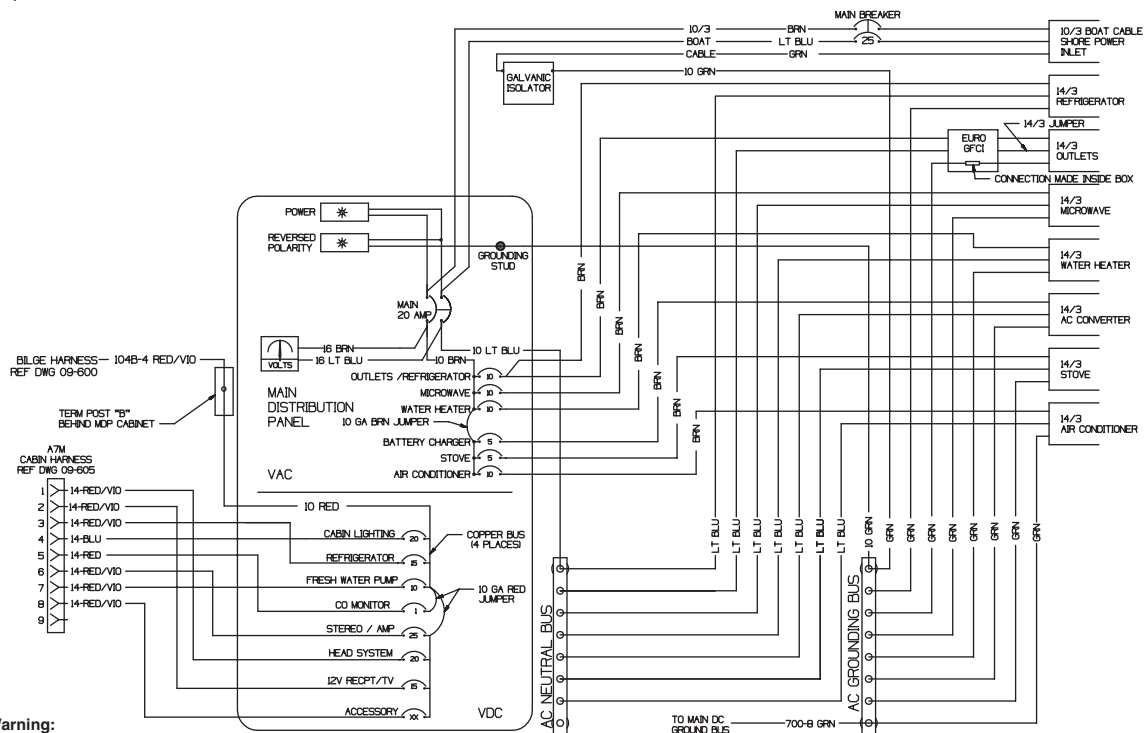 MAIN BREAKER
10/3 BRN
BOAT LT BLU 25
CABLE GRN
10/3 BOAT CABLE
SHORE POWER
INLET
GALVANIC
ISOLATOR
10 GRN
14/3
REFRIGERATOR
14/3 JUMPER
EURO
GFCI
14/3
OUTLETS
CONNECTION MADE INSIDE BOX
14/3
MICROWAVE
14/3
WATER HEATER
14/3
AC CONVERTER
14/3
STOVE
14/3
AIR CONDITIONER
POWER
REVERSED
POLARITY
GROUNDING
STUD
MAIN
20 AMP
VOLTS
16 BRN
16 LT BLU
10 BRN
10 LT BLU
OUTLETS /REFRIGERATOR 10
MICROWAVE 10
WATER HEATER 10
10 GA BRN JUMPER
BATTERY CHARGER 5
STOVE 5
AIR CONDITIONER 10
MAIN
DISTRIBUTION
PANEL
VAC
BRN
BRN
BRN
BRN
BRN
BRN
BRN
BILGE HARNESS 104B-4 RED/VIO
REF DWG 09-600
TERM POST "B"
BEHIND MDP CABINET
A7M
CABIN HARNESS
REF DWG 09-605
1 14-RED/VIO
2 14-RED/VIO
3 14-RED/VIO
4 14-BLU
5 14-RED
6 14-RED/VIO
7 14-RED/VIO
8 14-RED/VIO
9
10 RED
CABIN LIGHTING 20
COPPER BUS
(4 PLACES)
REFRIGERATOR 15
FRESH WATER PUMP 10
10 GA RED
JUMPER
CO MONITOR 1
STEREO / AMP 25
HEAD SYSTEM 20
12V RECPT/TV 15
ACCESSORY XX
VDC
LT BLU
LT BLU
LT BLU
LT BLU
LT BLU
LT BLU
LT BLU
10 GRN
GRN
GRN
GRN
GRN
GRN
GRN
GRN
GRN
AC NEUTRAL BUS
AC GROUNDING BUS
TO MAIN DC
GROUND BUS
700-8 GRN